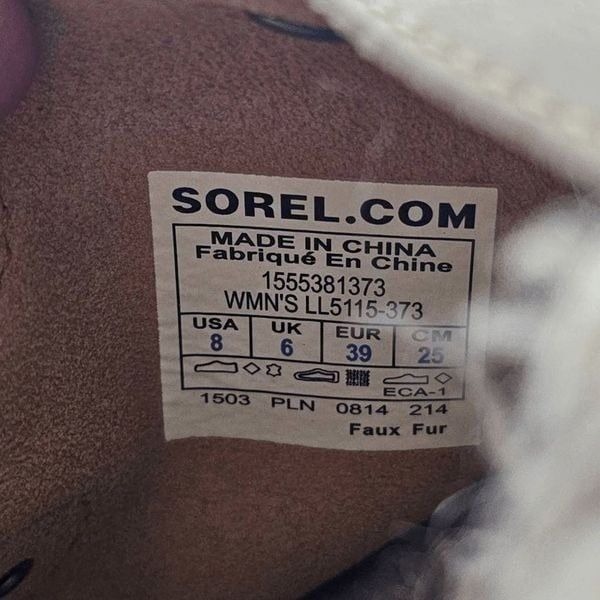 SOREL.COM
MADE IN CHINA
Fabriqué En Chine
1555381373
WMN'S LL5115-373
USA UK EUR CM
8 6 39 25
ECA-1
1503 PLN 0814 214
Faux Fur